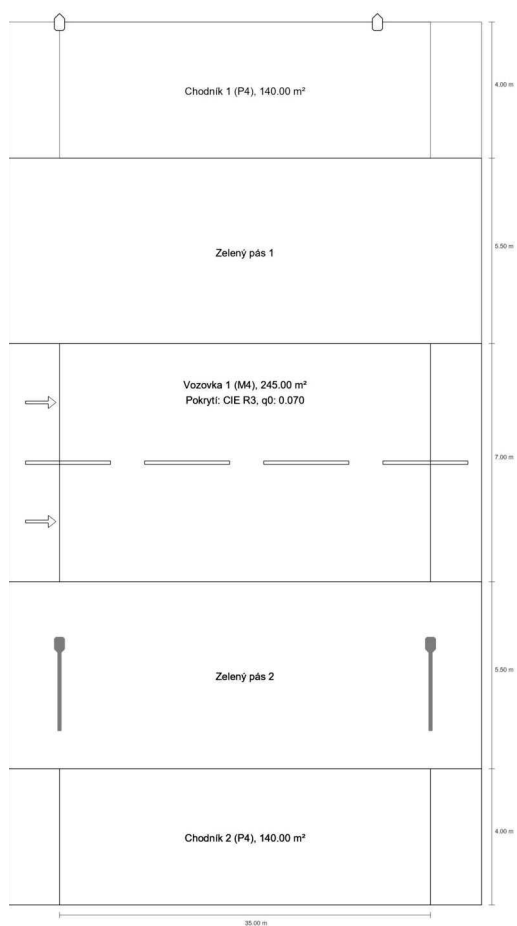 Chodník 1 (P4), 140.00 m²
4.00 m
Zelený pás 1
5.50 m
Vozovka 1 (M4), 245.00 m²
Pokrytí: CIE R3, q0: 0.070
7.00 m
Zelený pás 2
5.50 m
Chodník 2 (P4), 140.00 m²
4.00 m
35.00 m